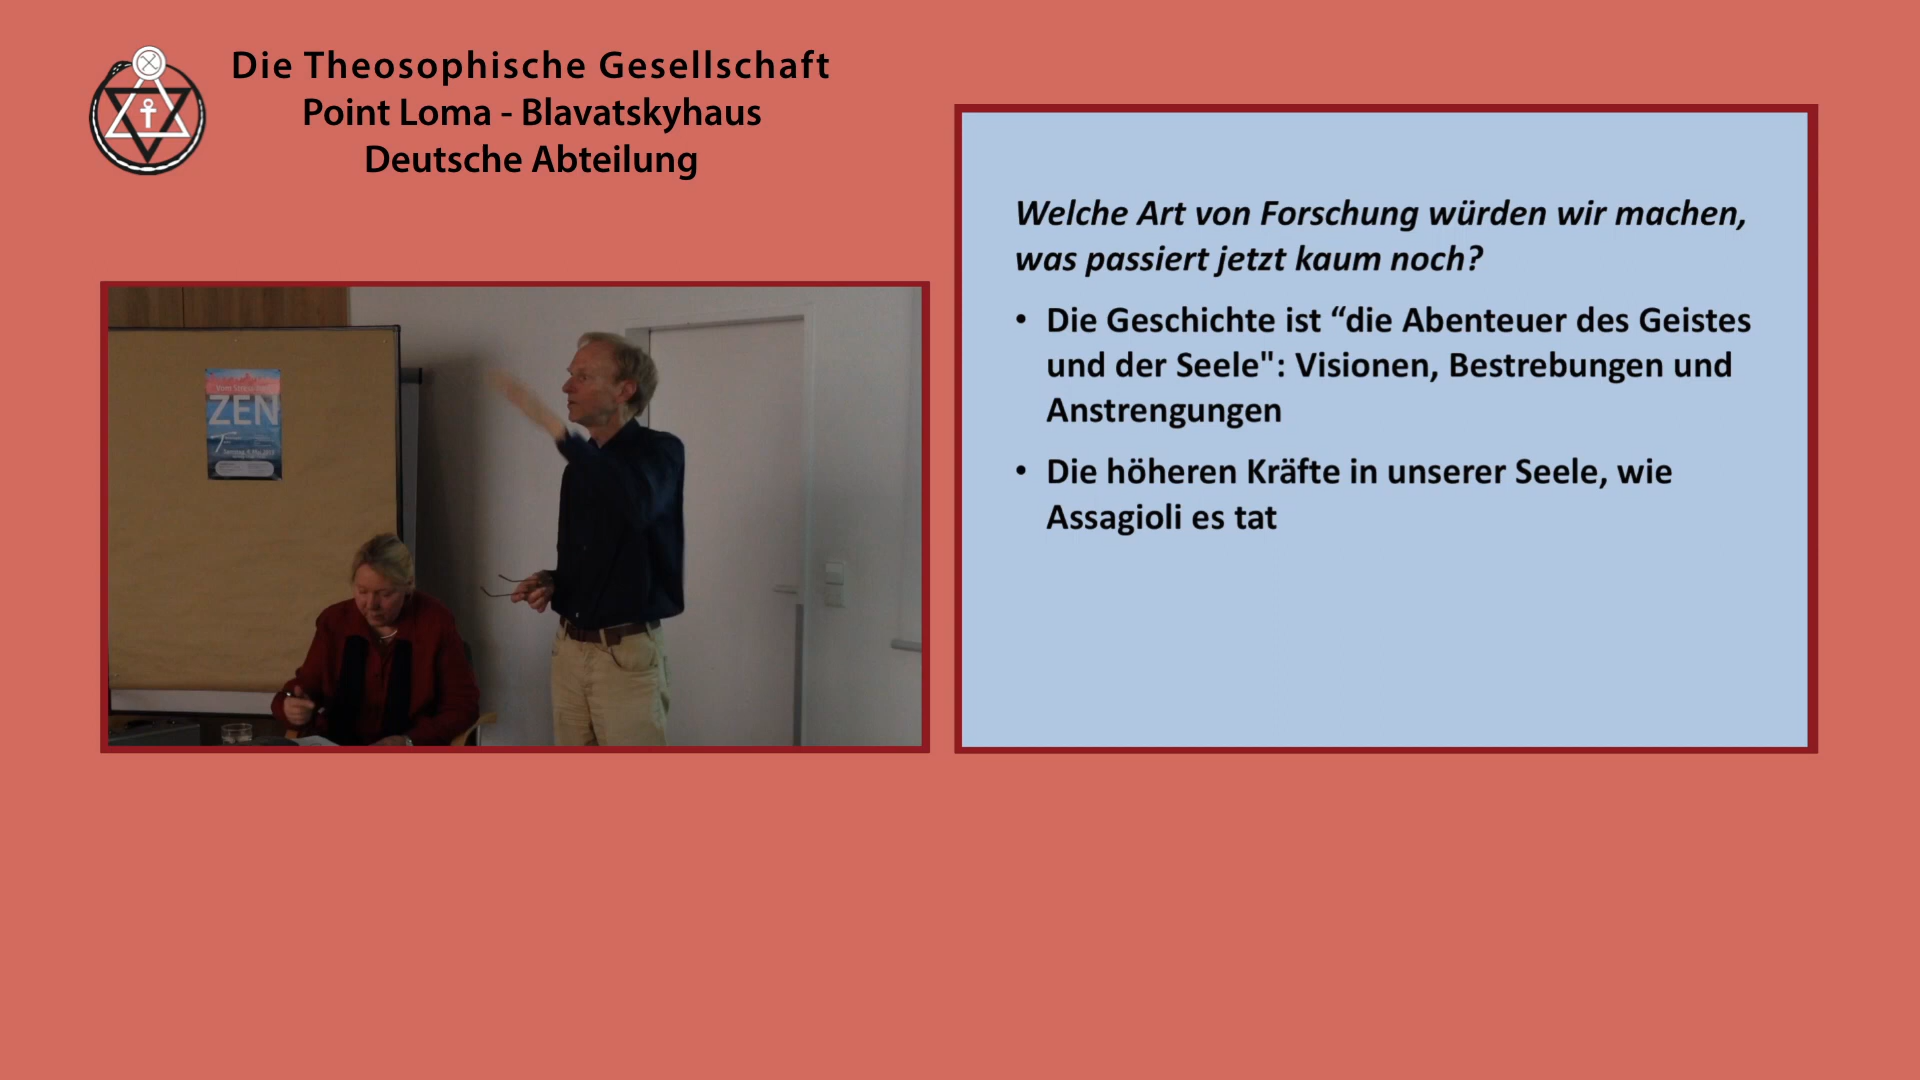 Die Theosophische Gesellschaft
Point Loma - Blavatskyhaus
Deutsche Abteilung
Welche Art von Forschung würden wir machen,
was passiert jetzt kaum noch?
• Die Geschichte ist “die Abenteuer des Geistes
und der Seele": Visionen, Bestrebungen und
Anstrengungen
• Die höheren Kräfte in unserer Seele, wie
Assagioli es tat
ZEN